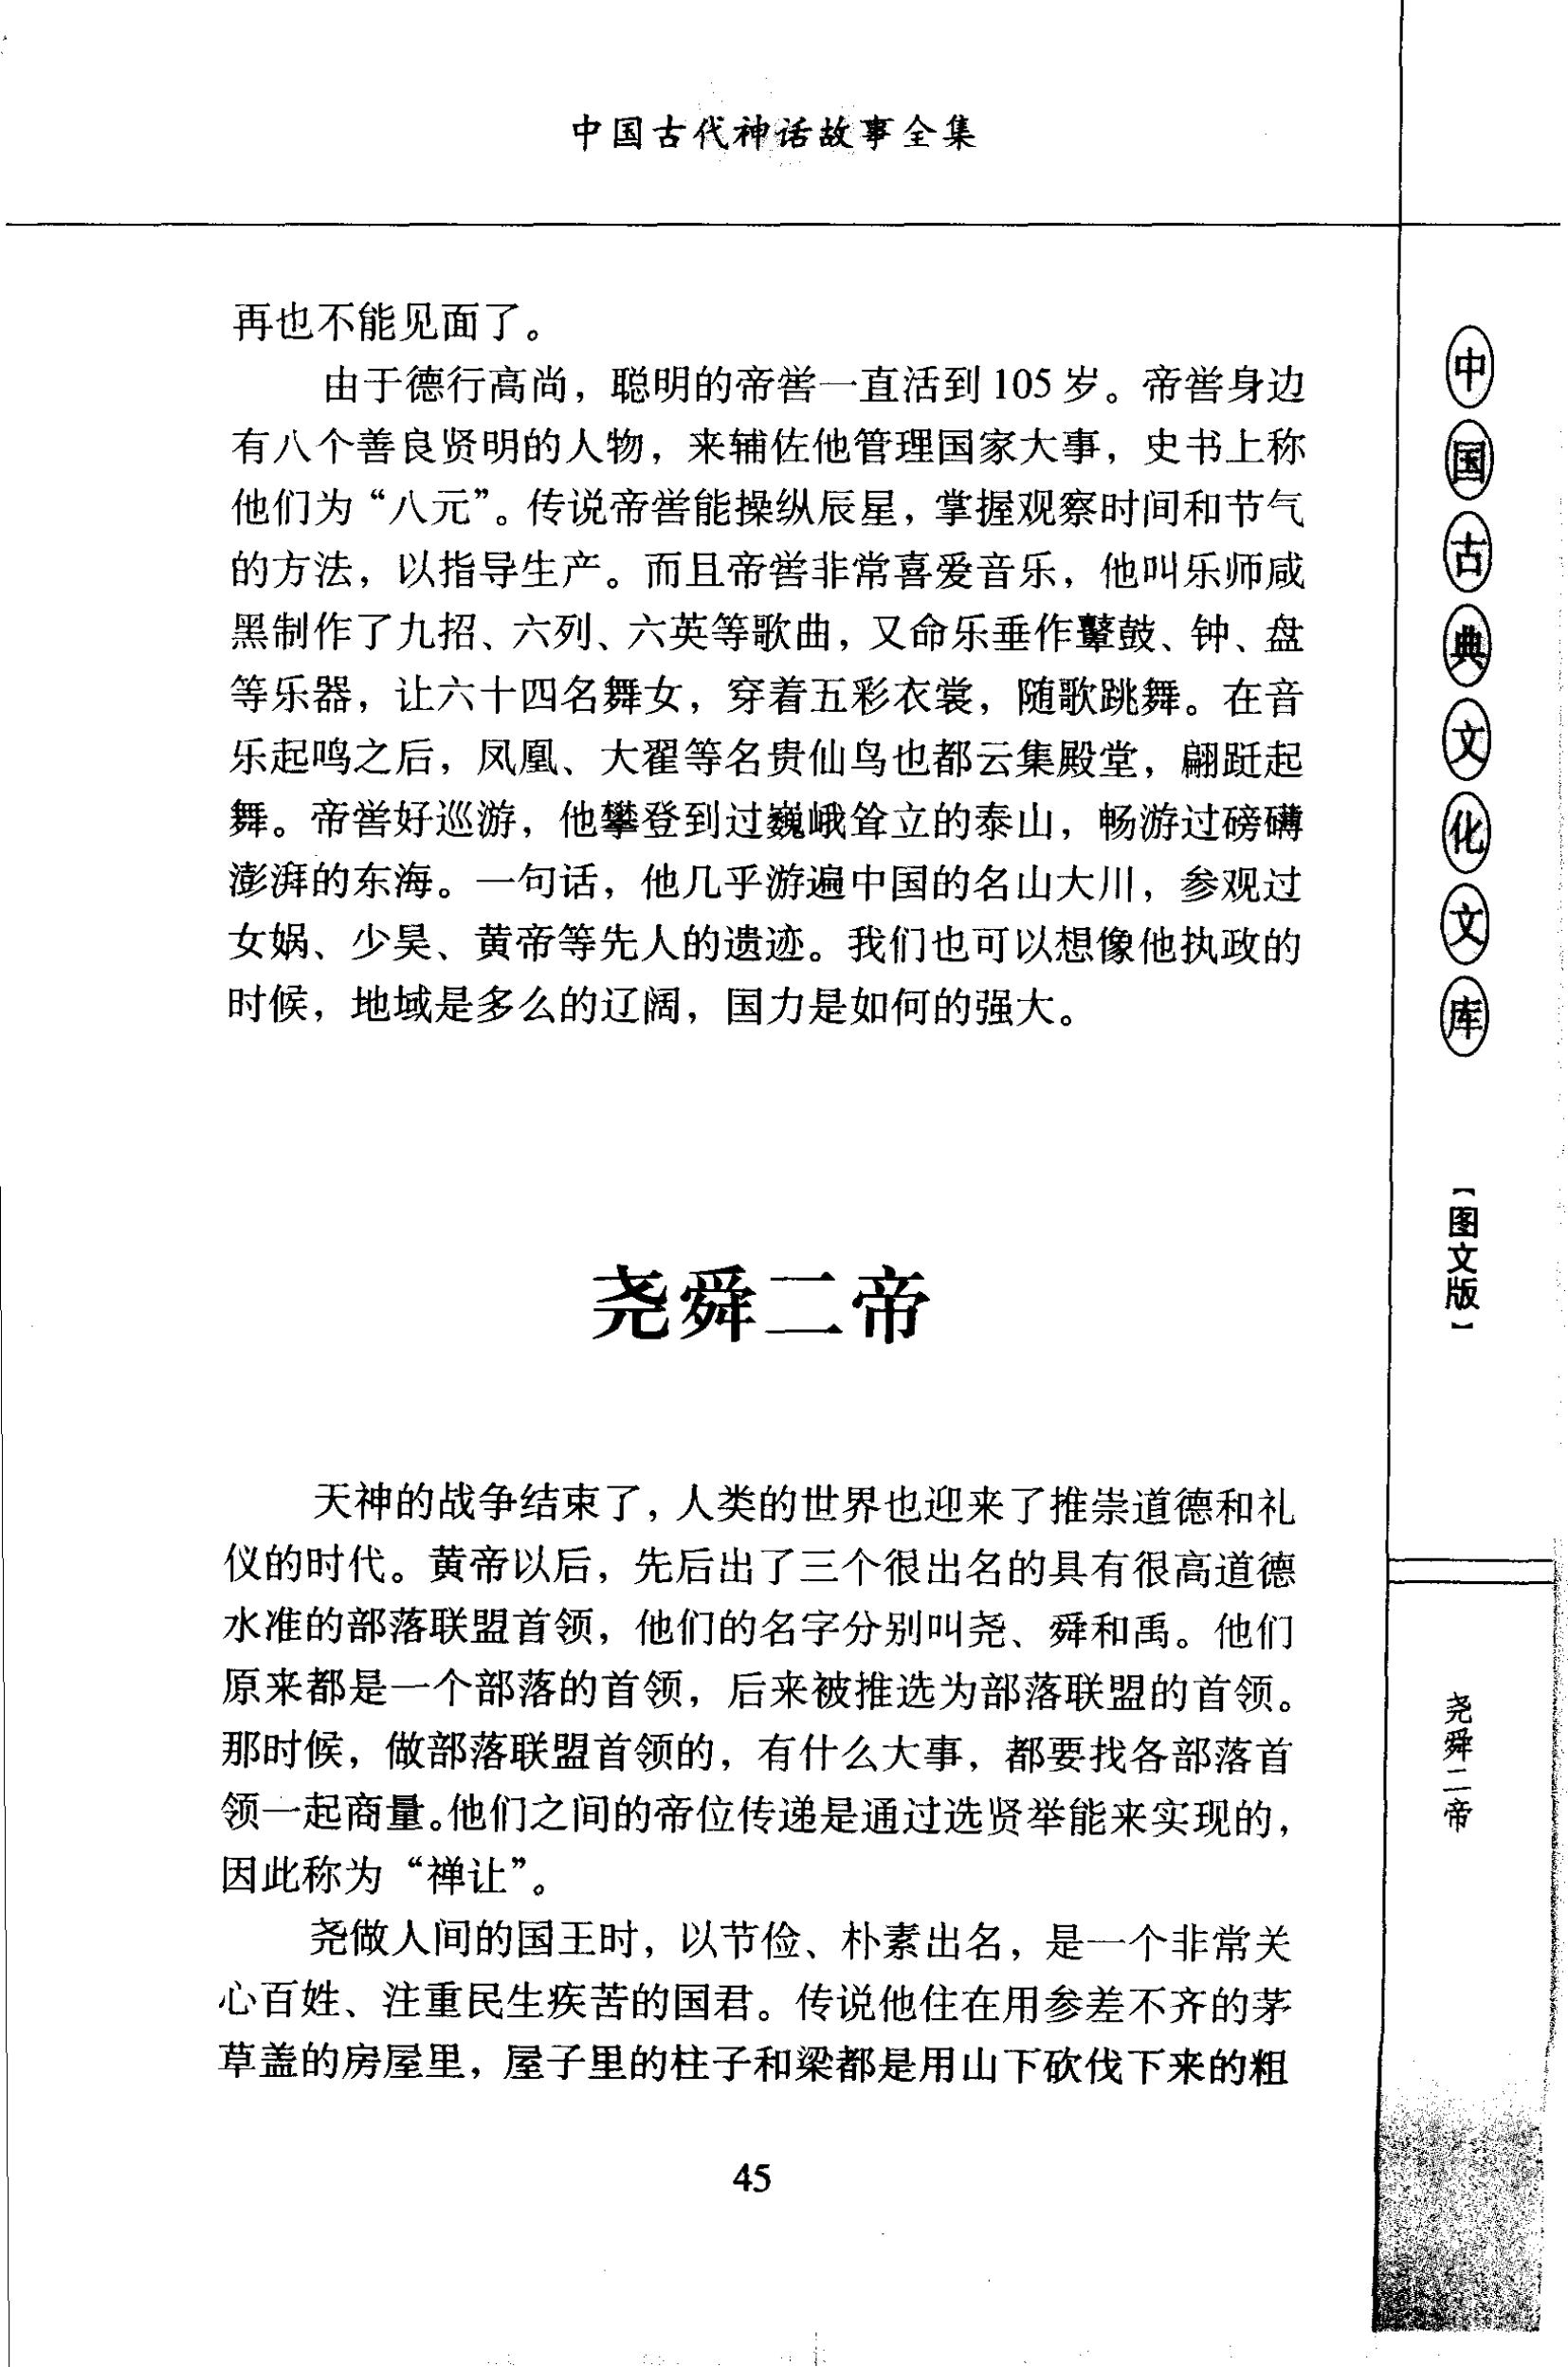 中国古代神话故事全集
再也不能见面了。
由于德行高尚，聪明的帝喾一直活到105岁。帝喾身边
有八个善良贤明的人物，来辅佐他管理国家大事，史书上称
他们为“八元”。传说帝喾能操纵辰星，掌握观察时间和节气
的方法，以指导生产。而且帝喾非常喜爱音乐，他叫乐师咸
黑制作了九招、六列、六英等歌曲，又命乐垂作鼙鼓、钟、盘
等乐器，让六十四名舞女，穿着五彩衣裳，随歌跳舞。在音
乐起鸣之后，凤凰、大翟等名贵仙鸟也都云集殿堂，翩跹起
舞。帝喾好巡游，他攀登到过巍峨耸立的泰山，畅游过磅礴
澎湃的东海。一句话，他几乎游遍中国的名山大川，参观过
女娲、少昊、黄帝等先人的遗迹。我们也可以想像他执政的
时候，地域是多么的辽阔，国力是如何的强大。
尧舜二帝
天神的战争结束了，人类的世界也迎来了推崇道德和礼
仪的时代。黄帝以后，先后出了三个很出名的具有很高道德
水准的部落联盟首领，他们的名字分别叫尧、舜和禹。他们
原来都是一个部落的首领，后来被推选为部落联盟的首领。
那时候，做部落联盟首领的，有什么大事，都要找各部落首
领一起商量。他们之间的帝位传递是通过选贤举能来实现的，
因此称为“禅让”。
尧做人间的国王时，以节俭、朴素出名，是一个非常关
心百姓、注重民生疾苦的国君。传说他住在用参差不齐的茅
草盖的房屋里，屋子里的柱子和梁都是用山下砍伐下来的粗
45
中国古典文化文库
【图文版】
尧舜二帝